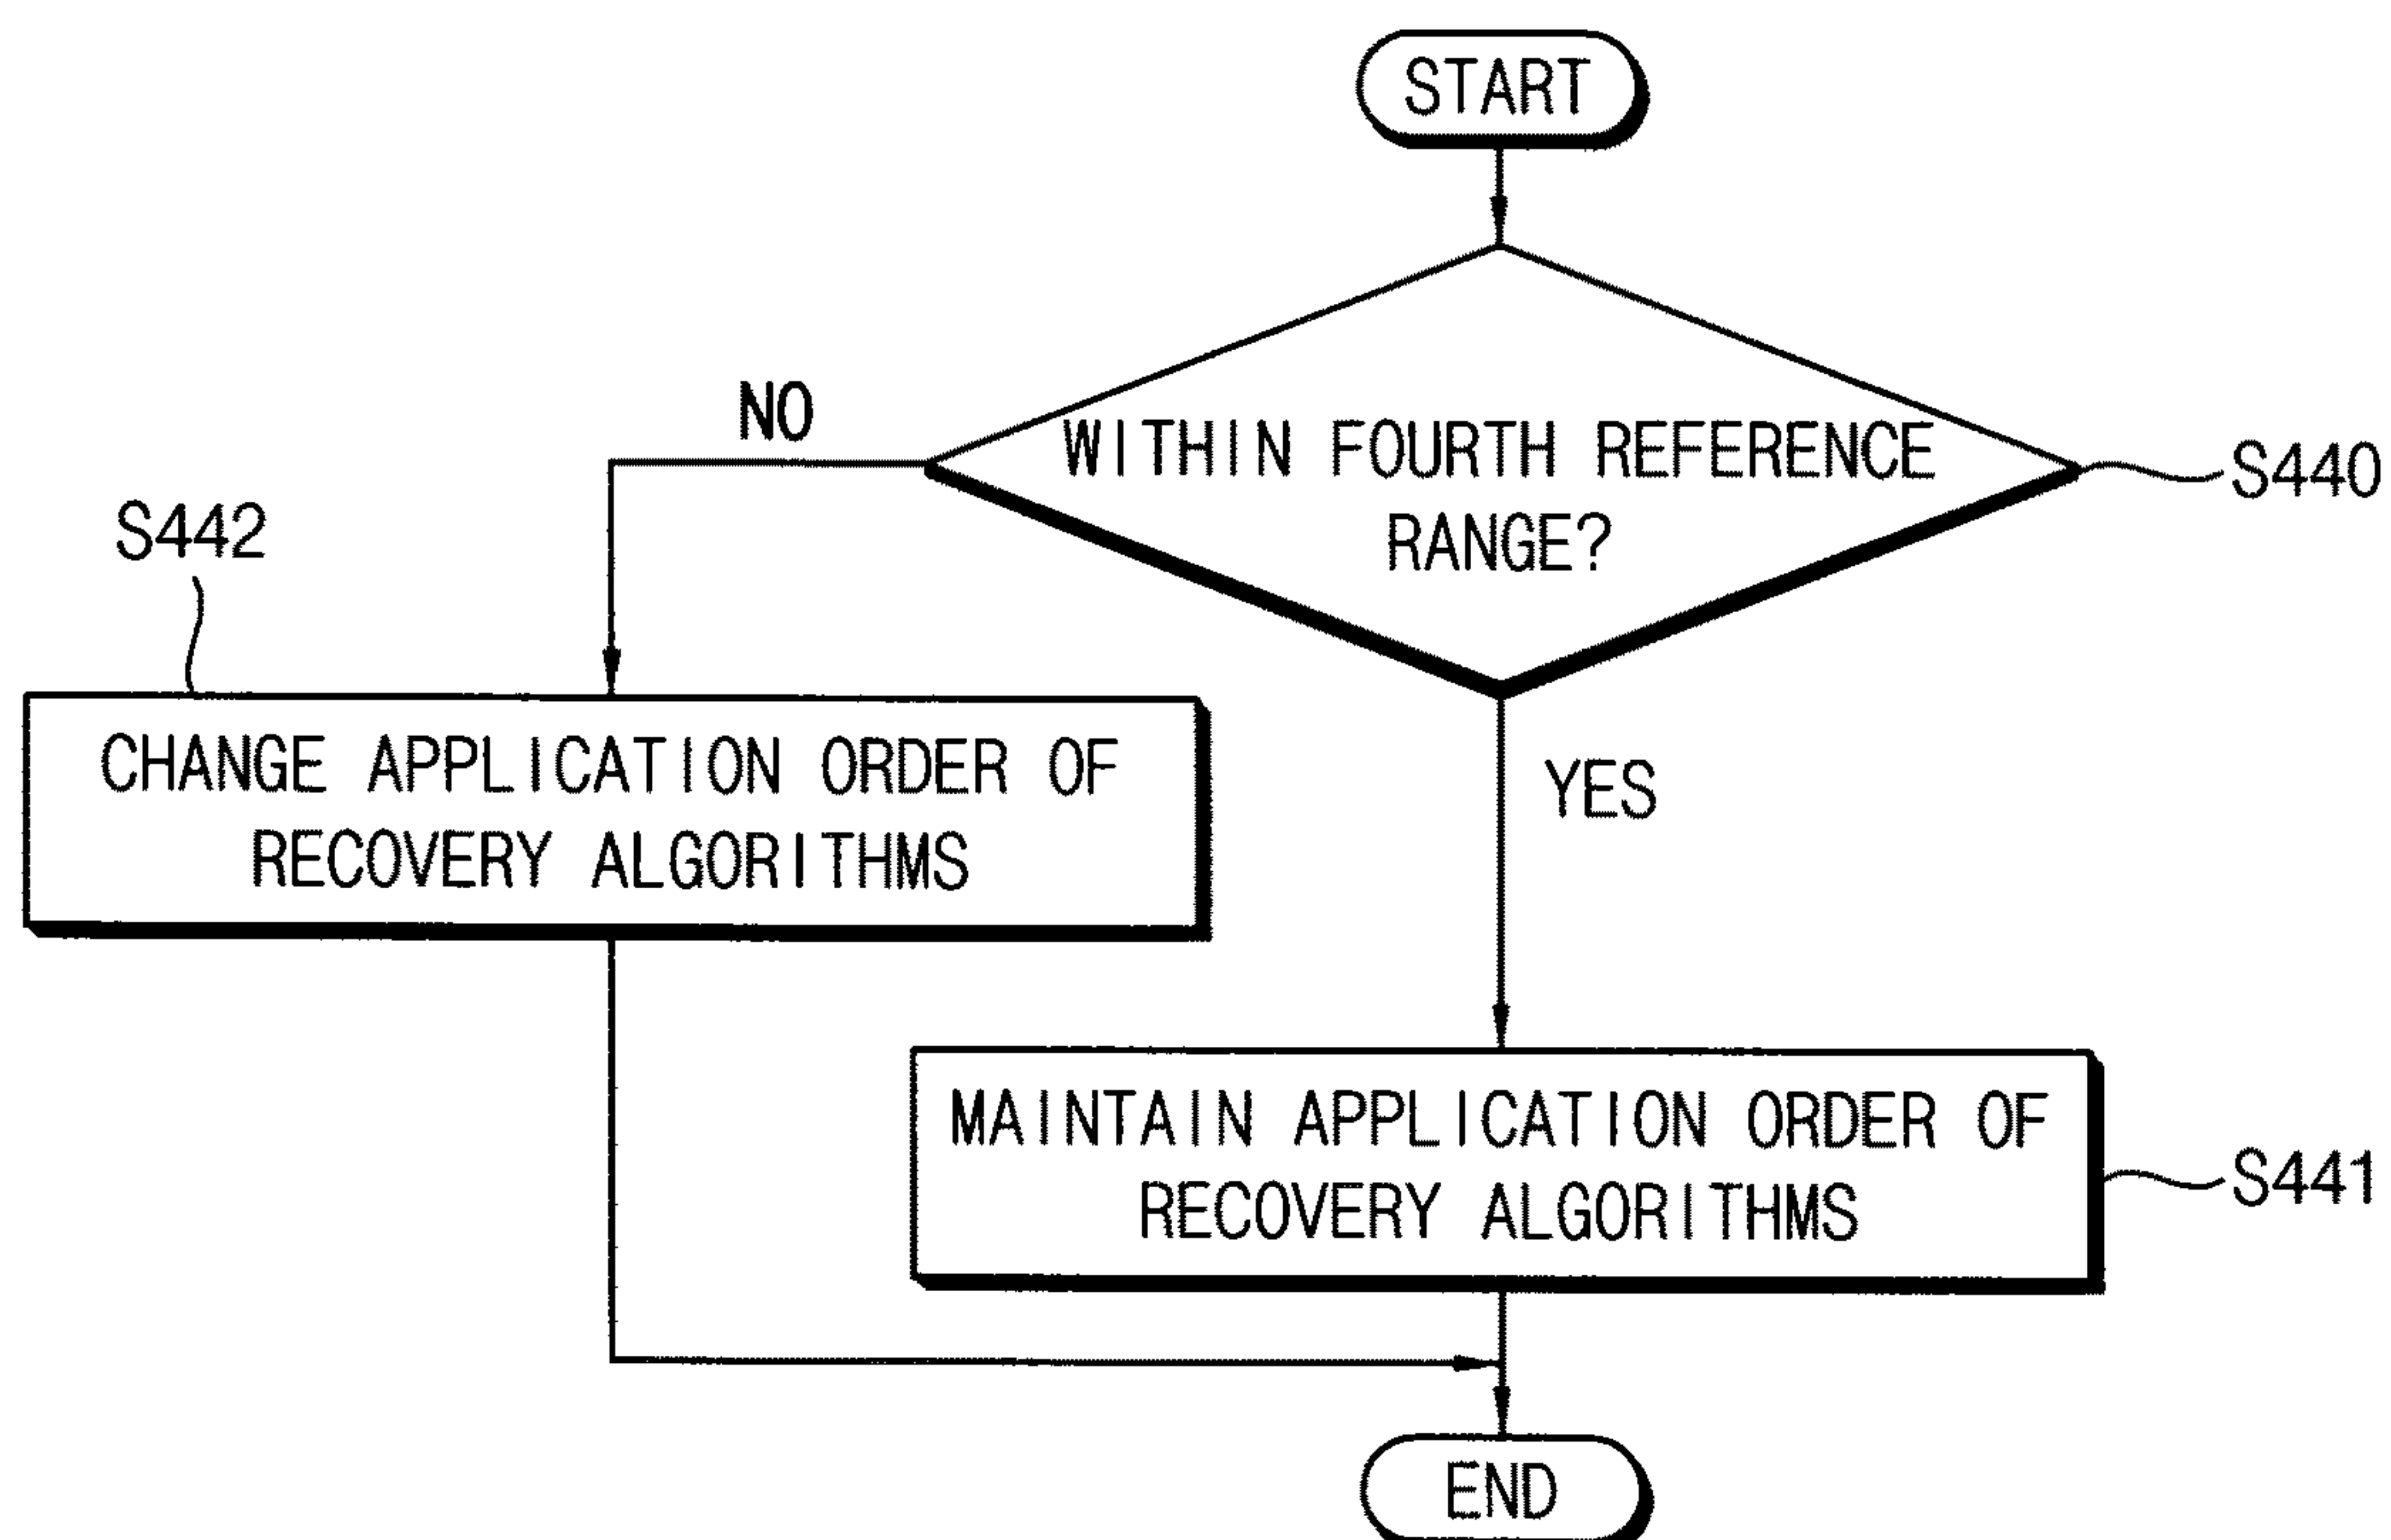 START
NO
WITHIN FOURTH REFERENCE
RANGE?
S440
S442
CHANGE APPLICATION ORDER OF
RECOVERY ALGORITHMS
YES
MAINTAIN APPLICATION ORDER OF
RECOVERY ALGORITHMS
S441
END